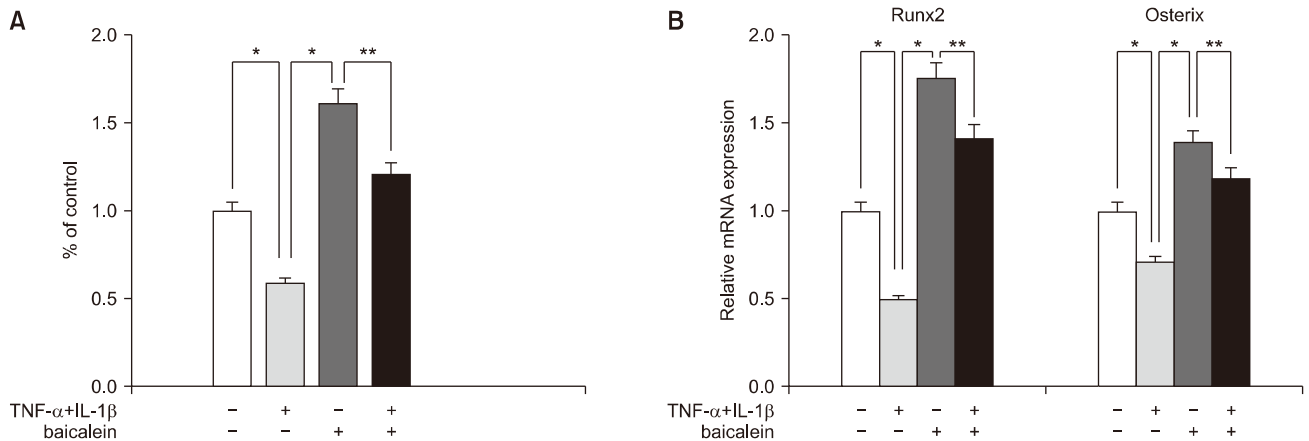 A
2.0
1.5
1.0
0.5
0.0
% of control
* * **
TNF-α+IL-1β – + – +
baicalein – – + +
B
Runx2 Osterix
2.0
1.5
1.0
0.5
0.0
Relative mRNA expression
* * ** * * **
TNF-α+IL-1β – + – + – + – +
baicalein – – + + – – + +